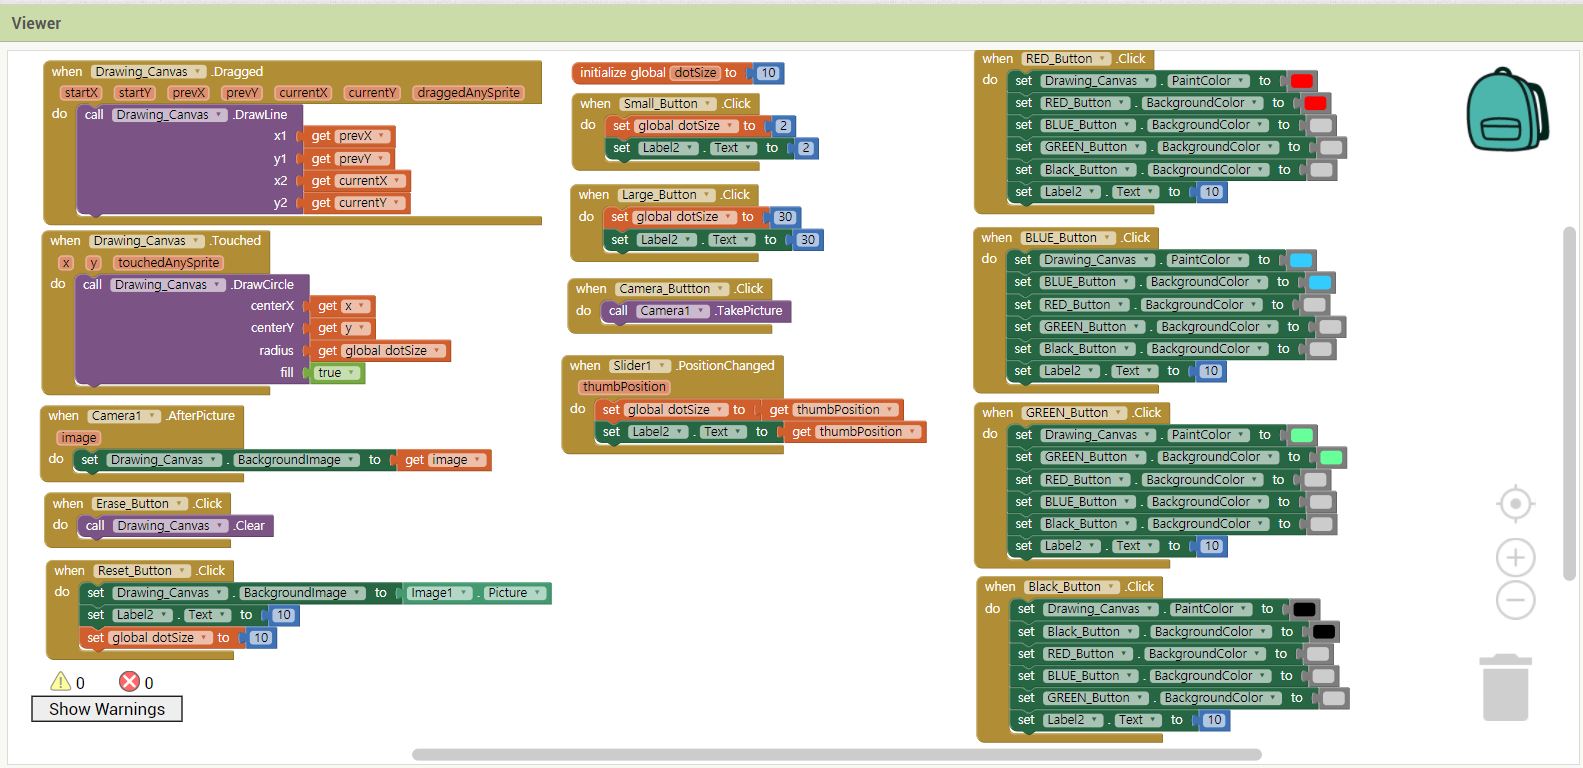 Viewer
when Drawing_Canvas .Dragged
startX startY prevX prevY currentX currentY draggedAnySprite
do call Drawing_Canvas .DrawLine
x1 get prevX
y1 get prevY
x2 get currentX
y2 get currentY
when Drawing_Canvas .Touched
x y touchedAnySprite
do call Drawing_Canvas .DrawCircle
centerX get x
centerY get y
radius get global dotSize
fill true
when Camera1 .AfterPicture
image
do set Drawing_Canvas . BackgroundImage to get image
when Erase_Button .Click
do call Drawing_Canvas .Clear
when Reset_Button .Click
do set Drawing_Canvas . BackgroundImage to Image1 . Picture
set Label2 . Text to 10
set global dotSize to 10
0 0
Show Warnings
initialize global dotSize to 10
when Small_Button .Click
do set global dotSize to 2
set Label2 . Text to 2
when Large_Button .Click
do set global dotSize to 30
set Label2 . Text to 30
when Camera_Buttton .Click
do call Camera1 .TakePicture
when Slider1 .PositionChanged
thumbPosition
do set global dotSize to get thumbPosition
set Label2 . Text to get thumbPosition
when RED_Button .Click
do set Drawing_Canvas . PaintColor to
set RED_Button . BackgroundColor to
set BLUE_Button . BackgroundColor to
set GREEN_Button . BackgroundColor to
set Black_Button . BackgroundColor to
set Label2 . Text to 10
when BLUE_Button .Click
do set Drawing_Canvas . PaintColor to
set BLUE_Button . BackgroundColor to
set RED_Button . BackgroundColor to
set GREEN_Button . BackgroundColor to
set Black_Button . BackgroundColor to
set Label2 . Text to 10
when GREEN_Button .Click
do set Drawing_Canvas . PaintColor to
set GREEN_Button . BackgroundColor to
set RED_Button . BackgroundColor to
set BLUE_Button . BackgroundColor to
set Black_Button . BackgroundColor to
set Label2 . Text to 10
when Black_Button .Click
do set Drawing_Canvas . PaintColor to
set Black_Button . BackgroundColor to
set RED_Button . BackgroundColor to
set BLUE_Button . BackgroundColor to
set GREEN_Button . BackgroundColor to
set Label2 . Text to 10